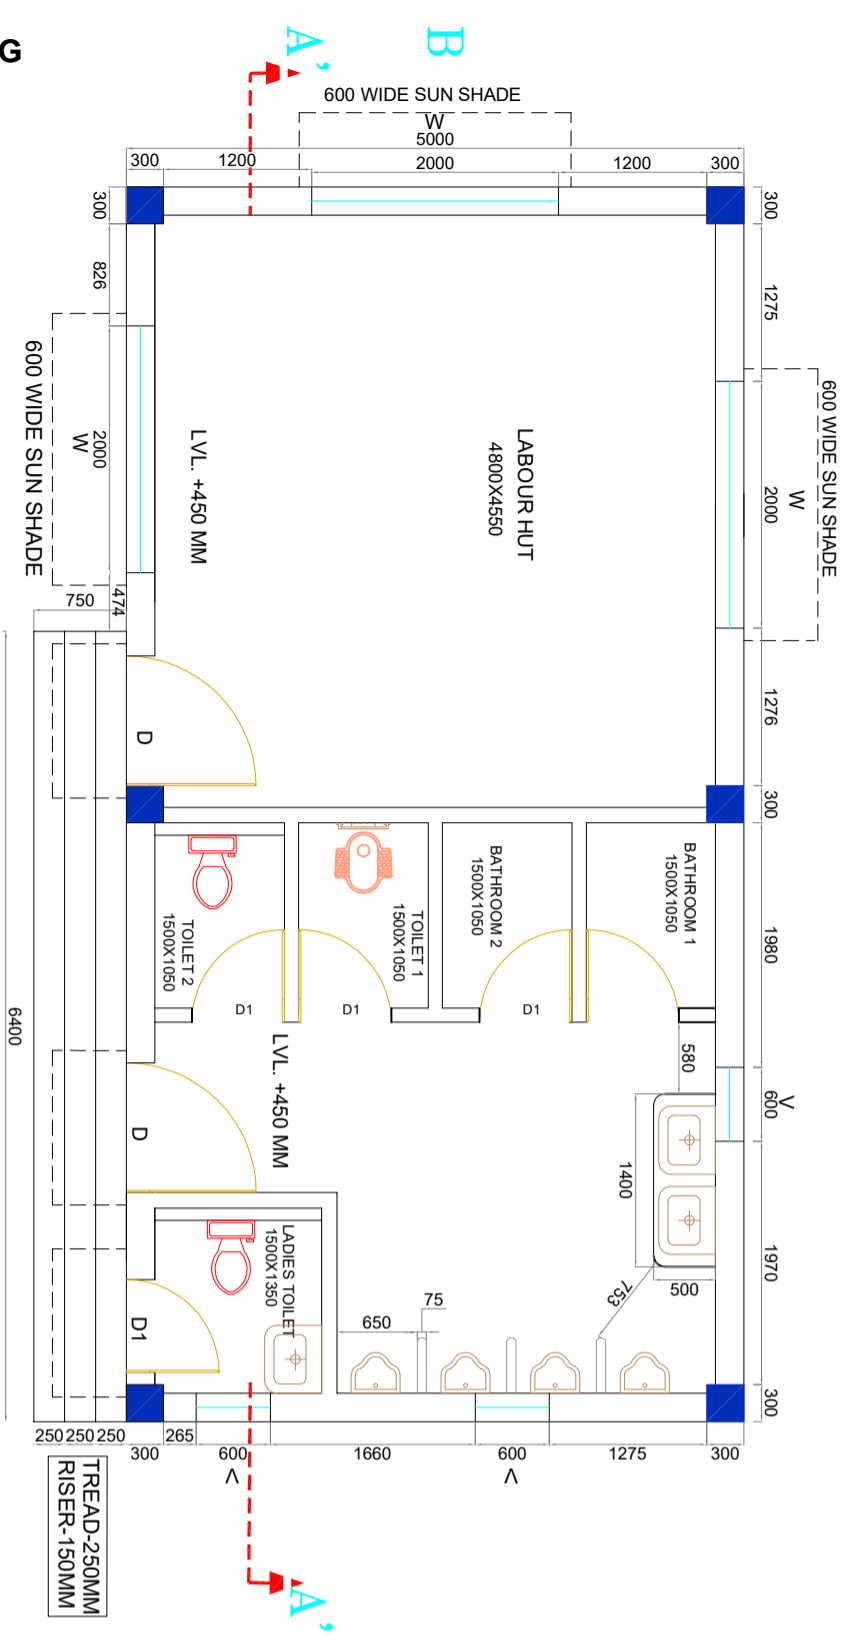 G
A’
B
600 WIDE SUN SHADE
W
5000
300
1200
2000
1200
300
300
826
2000
W
600 WIDE SUN SHADE
474
750
300
1275
2000
W
600 WIDE SUN SHADE
1276
300
1980
600
V
1970
300
LABOUR HUT
4800X4550
LVL. +450 MM
D
BATHROOM 1
1500X1050
BATHROOM 2
1500X1050
TOILET 1
1500X1050
TOILET 2
1500X1050
D1
D1
D1
LVL. +450 MM
580
1400
500
753
D
LADIES TOILET
1500X1350
D1
650
75
6400
250
250
250
300
265
600
1660
600
1275
300
V
V
TREAD-250MM
RISER-150MM
A’